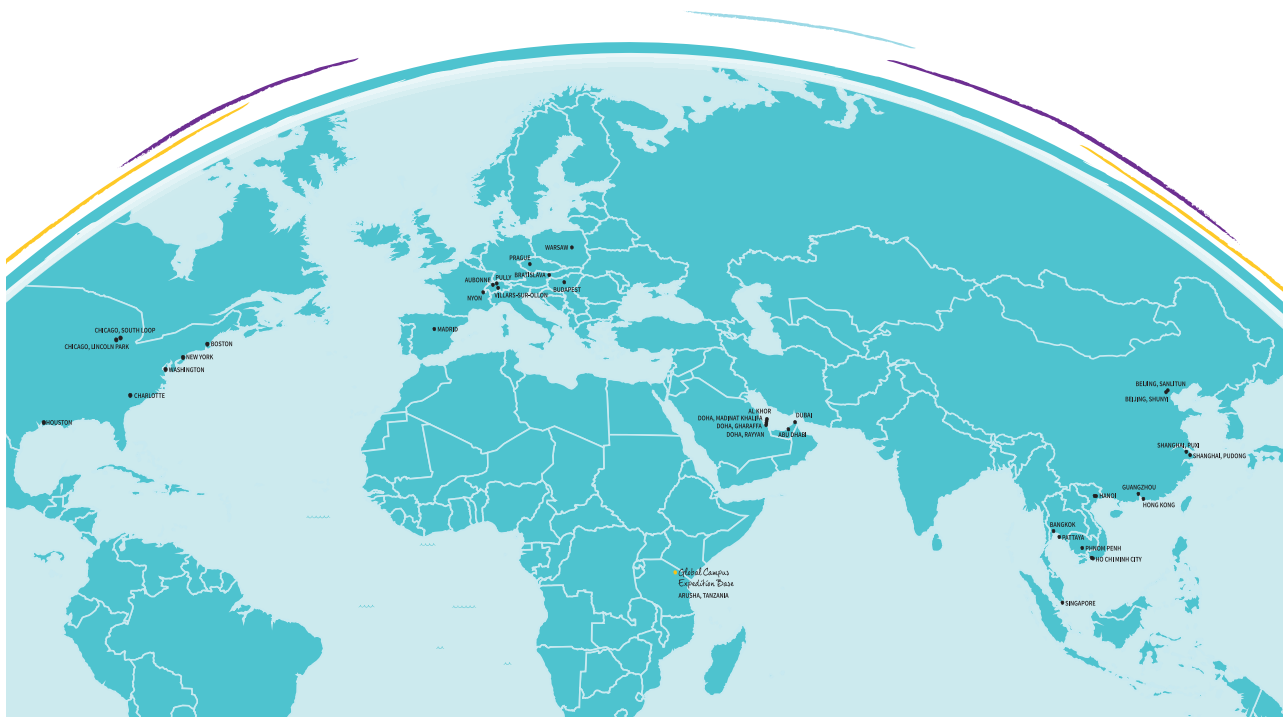 WARSAW
PRAGUE
BRATISLAVA
PULLY
AUBONNE
BUDAPEST
VILLARS-SUR-OLLON
NYON
MADRID
CHICAGO, SOUTH LOOP
CHICAGO, LINCOLN PARK
BOSTON
NEW YORK
WASHINGTON
CHARLOTTE
HOUSTON
AL KHOR
DOHA, MADINAT KHALIFA
DOHA, GHARAFFA
DOHA, RAYYAN
DUBAI
ABU DHABI
BEIJING, SANLITUN
BEIJING, SHUNYI
SHANGHAI, PUXI
SHANGHAI, PUDONG
GUANGZHOU
HANOI
HONG KONG
BANGKOK
PATTAYA
PHNOM PENH
HO CHI MINH CITY
Global Campus
Expedition Base
ARUSHA, TANZANIA
SINGAPORE